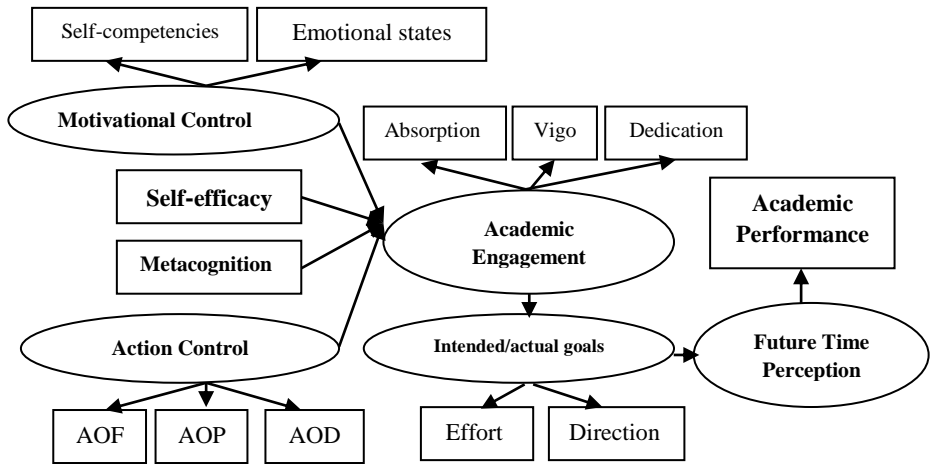 Self-competencies
Emotional states
Motivational Control
Absorption
Vigo
Dedication
Self-efficacy
Academic
Performance
Academic
Engagement
Metacognition
Action Control
Intended/actual goals
Future Time
Perception
AOF
AOP
AOD
Effort
Direction